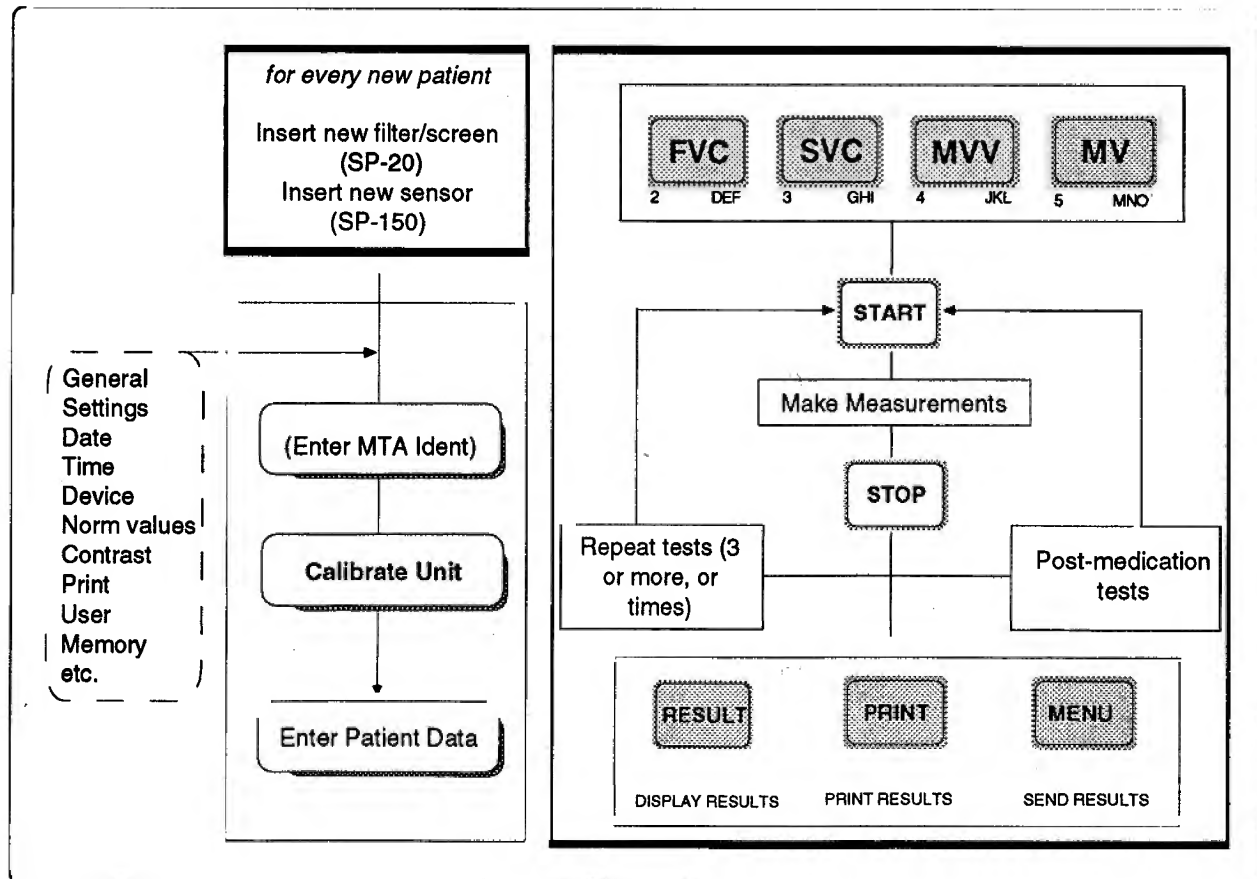 for every new patient
Insert new filter/screen
(SP-20)
Insert new sensor
(SP-150)
General
Settings
Date
Time
Device
Norm values
Contrast
Print
User
Memory
etc.
(Enter MTA Ident)
Calibrate Unit
Enter Patient Data
FVC SVC MVV MV
2 DEF 3 GHI 4 JKL 5 MNO
START
Make Measurements
STOP
Repeat tests (3
or more, or
times)
Post-medication
tests
RESULT PRINT MENU
DISPLAY RESULTS PRINT RESULTS SEND RESULTS